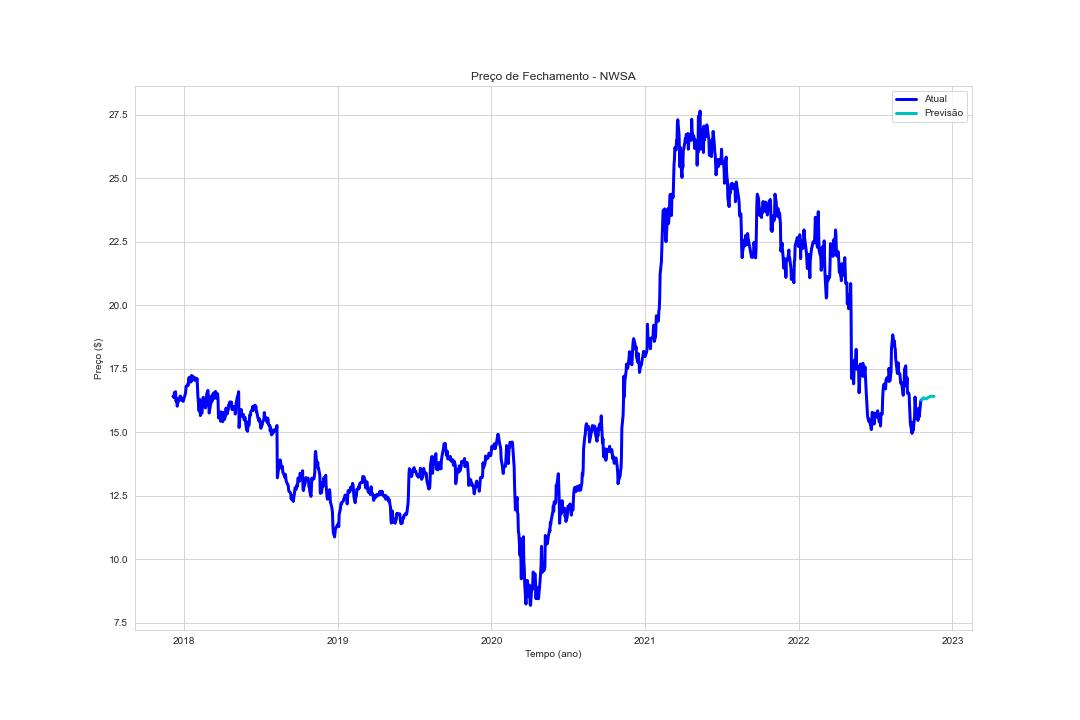 Preço de Fechamento - NWSA
Atual
Previsão
27.5
25.0
22.5
20.0
17.5
15.0
12.5
10.0
7.5
Preço ($)
2018 2019 2020 2021 2022 2023
Tempo (ano)